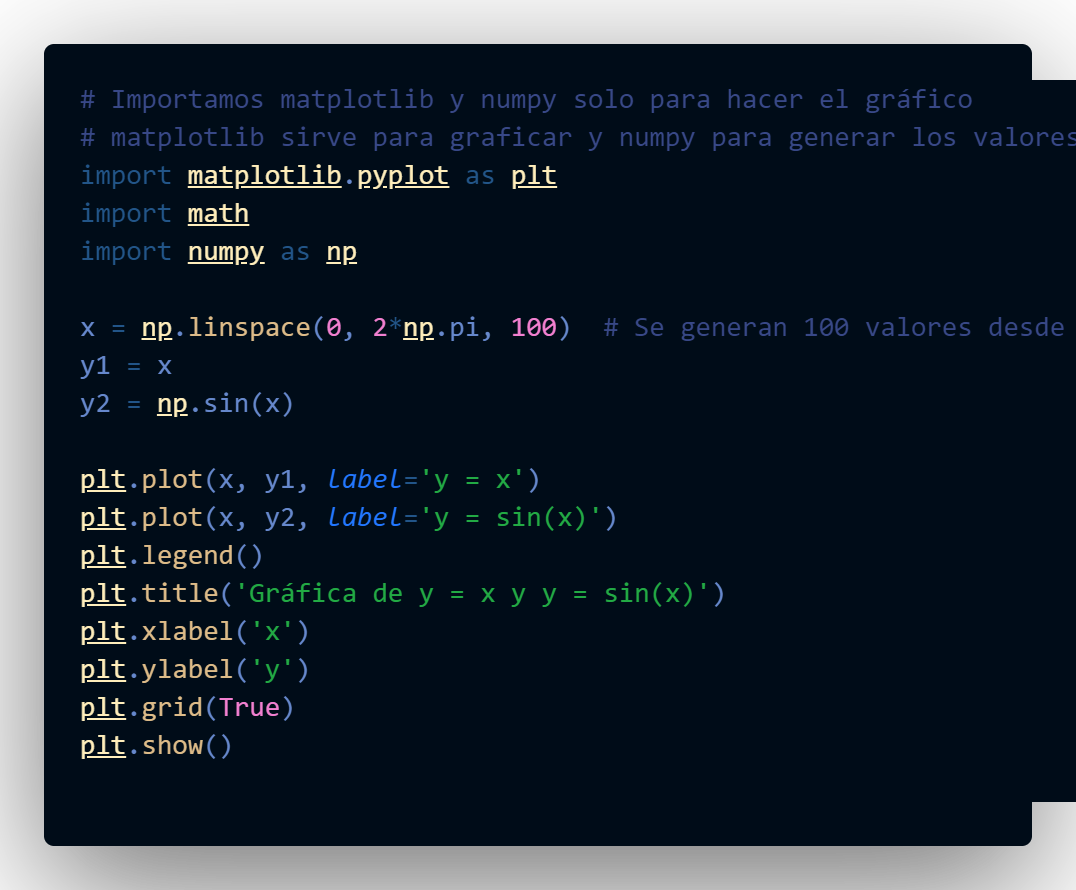 # Importamos matplotlib y numpy solo para hacer el gráfico
# matplotlib sirve para graficar y numpy para generar los valores
import matplotlib.pyplot as plt
import math
import numpy as np
x = np.linspace(0, 2*np.pi, 100)  # Se generan 100 valores desde
y1 = x
y2 = np.sin(x)
plt.plot(x, y1, label='y = x')
plt.plot(x, y2, label='y = sin(x)')
plt.legend()
plt.title('Gráfica de y = x y y = sin(x)')
plt.xlabel('x')
plt.ylabel('y')
plt.grid(True)
plt.show()